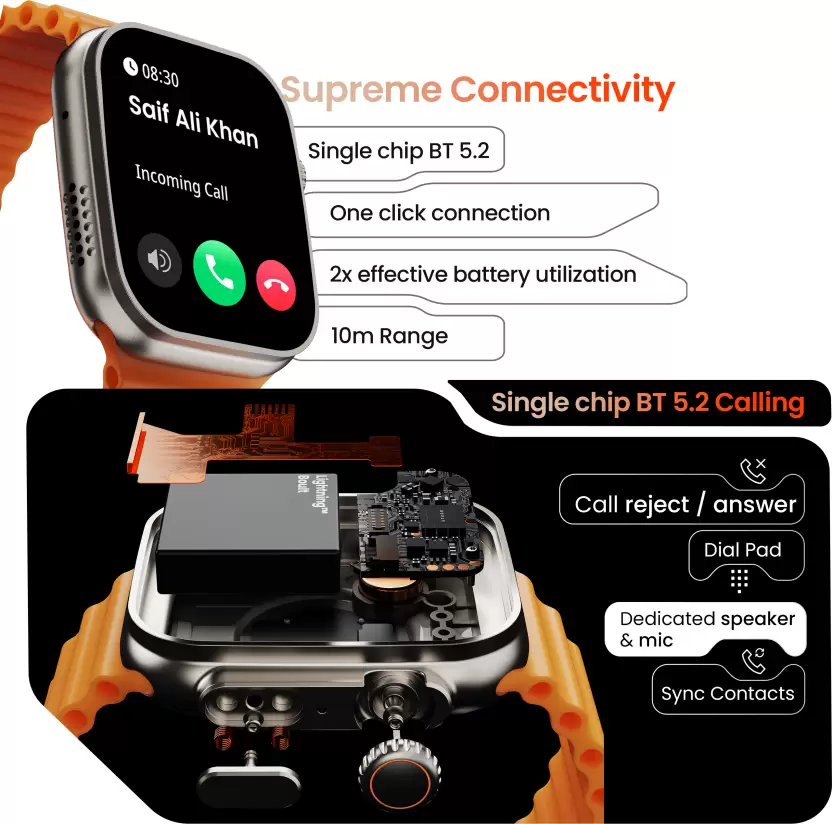 08:30
Saif Ali Khan
Incoming Call
Supreme Connectivity
Single chip BT 5.2
One click connection
2x effective battery utilization
10m Range
Single chip BT 5.2 Calling
Lightning™
Boult
Call reject / answer
Dial Pad
Dedicated speaker
& mic
Sync Contacts